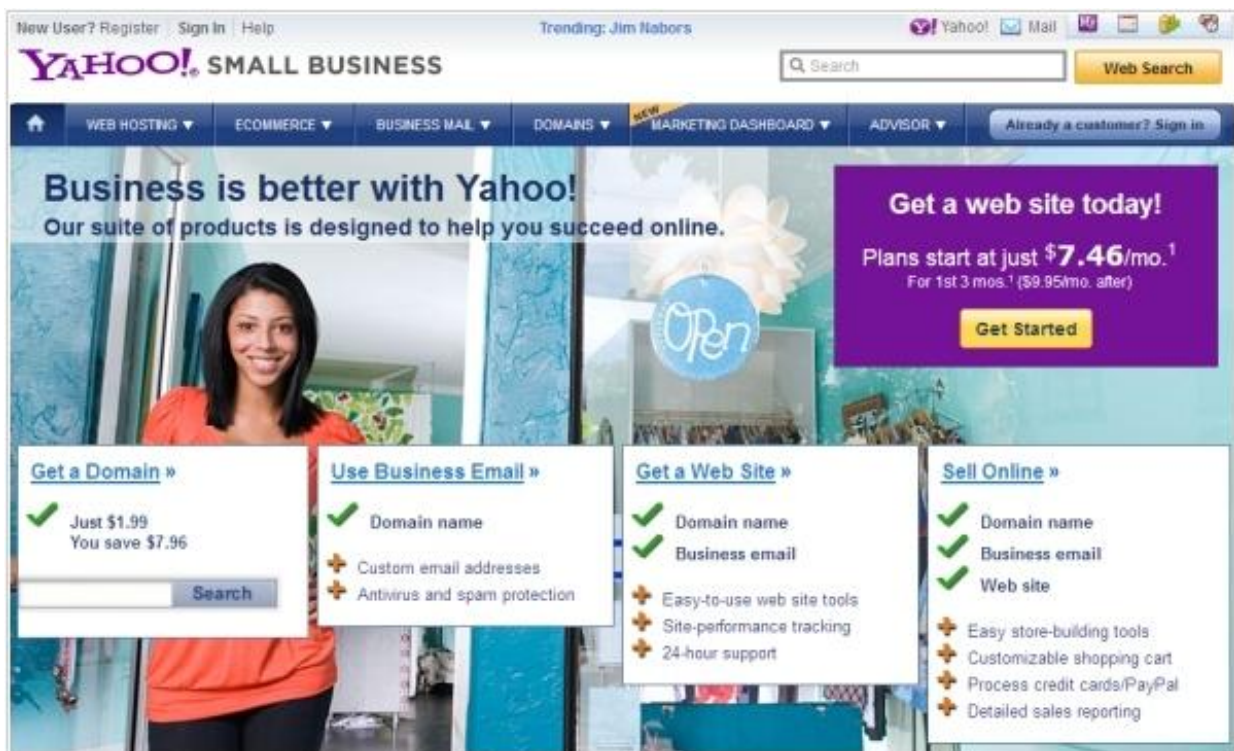 New User? Register Sign In Help
Trending: Jim Nabors
Yahoo! Mail
YAHOO!. SMALL BUSINESS
Search
Web Search
WEB HOSTING ▼ ECOMMERCE ▼ BUSINESS MAIL ▼ DOMAINS ▼ NEW MARKETING DASHBOARD ▼ ADVISOR ▼ Already a customer? Sign in
Business is better with Yahoo!
Our suite of products is designed to help you succeed online.
Get a web site today!
Plans start at just $7.46/mo.¹
For 1st 3 mos.¹ ($9.95/mo. after)
Get Started
OPen
Get a Domain »
Just $1.99
You save $7.96
Search
Use Business Email »
Domain name
Custom email addresses
Antivirus and spam protection
Get a Web Site »
Domain name
Business email
Easy-to-use web site tools
Site-performance tracking
24-hour support
Sell Online »
Domain name
Business email
Web site
Easy store-building tools
Customizable shopping cart
Process credit cards/PayPal
Detailed sales reporting